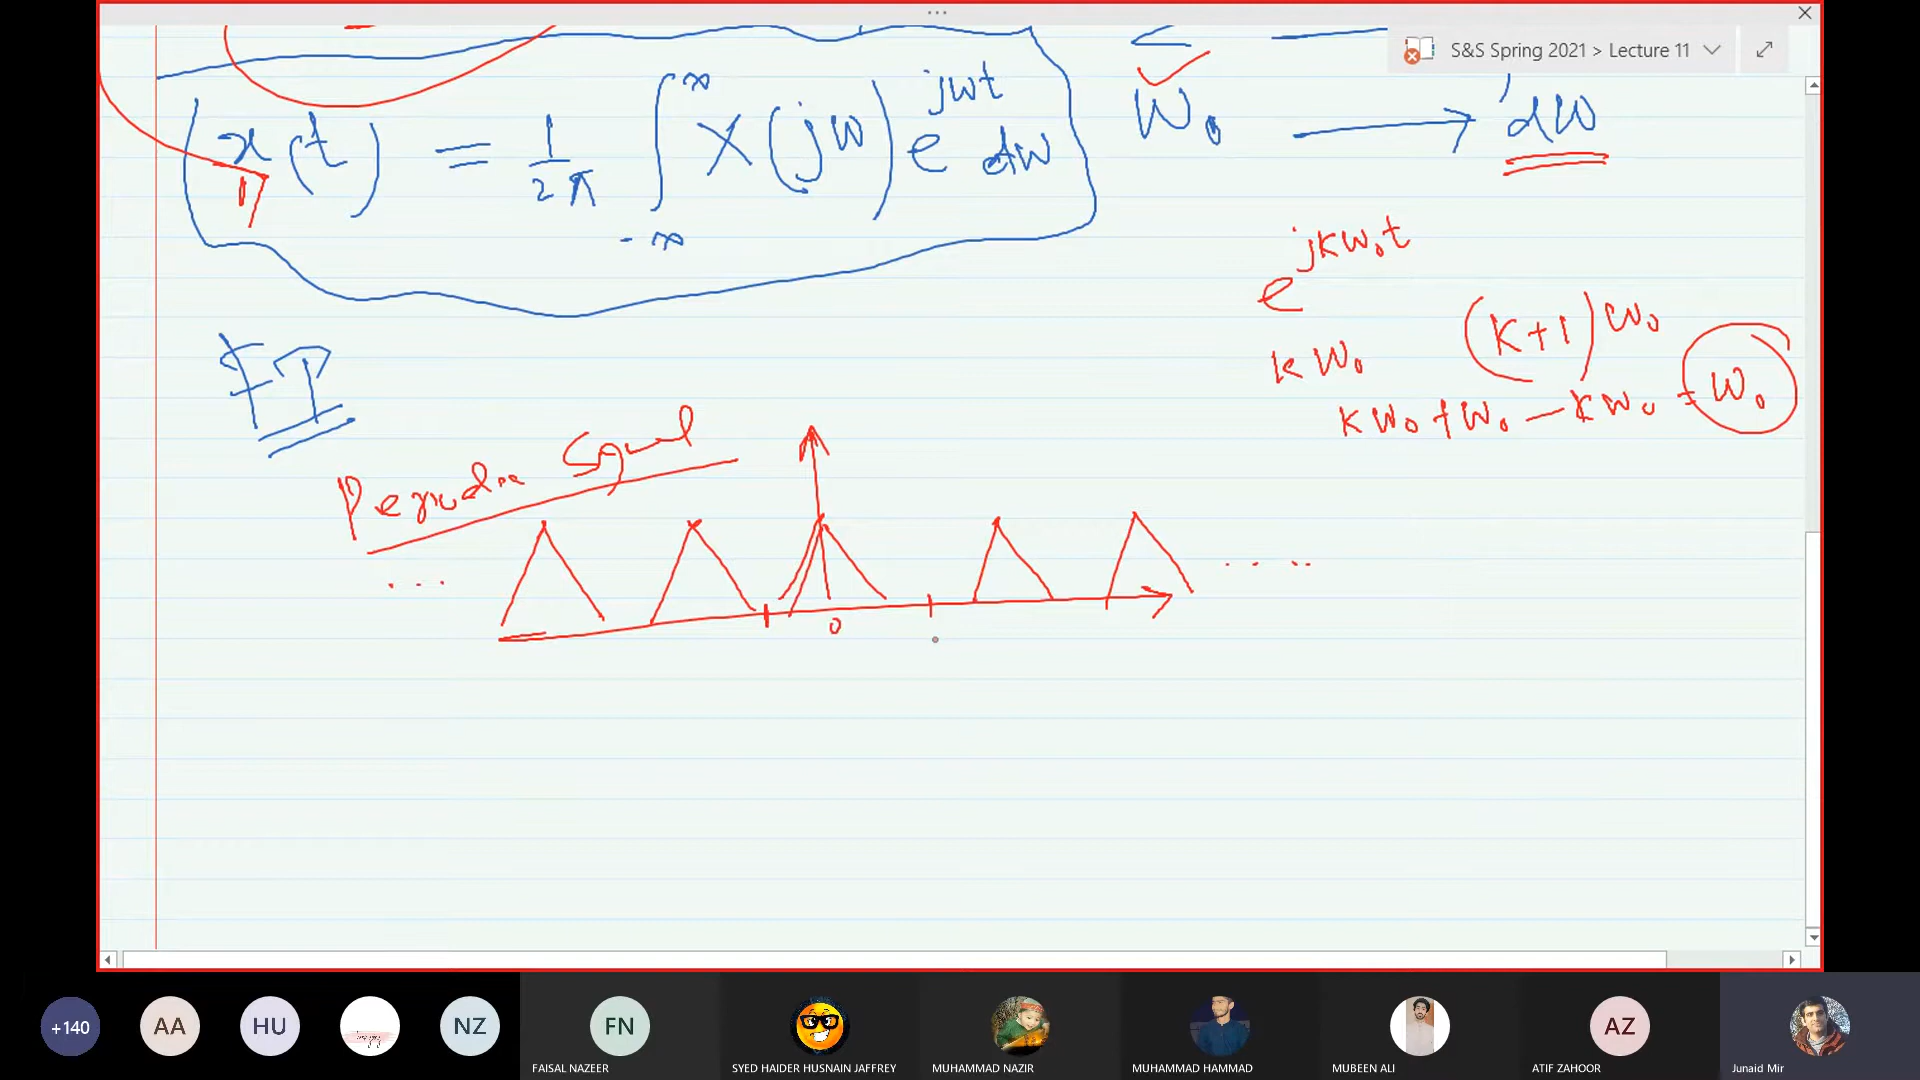 S&S Spring 2021 > Lecture 11
x(t) = 1/2π ∫_{-∞}^{∞} X(jw) e^{jwt} dw
W₀ → dw
e^{jkw₀t}
kw₀ (k+1)w₀
kw₀+w₀-kw₀ = w₀
FT
Periodic Signal
... ....
0
+140
AA
HU
NZ
FN
AZ
FAISAL NAZEER
SYED HAIDER HUSNAIN JAFFREY
MUHAMMAD NAZIR
MUHAMMAD HAMMAD
MUBEEN ALI
ATIF ZAHOOR
Junaid Mir